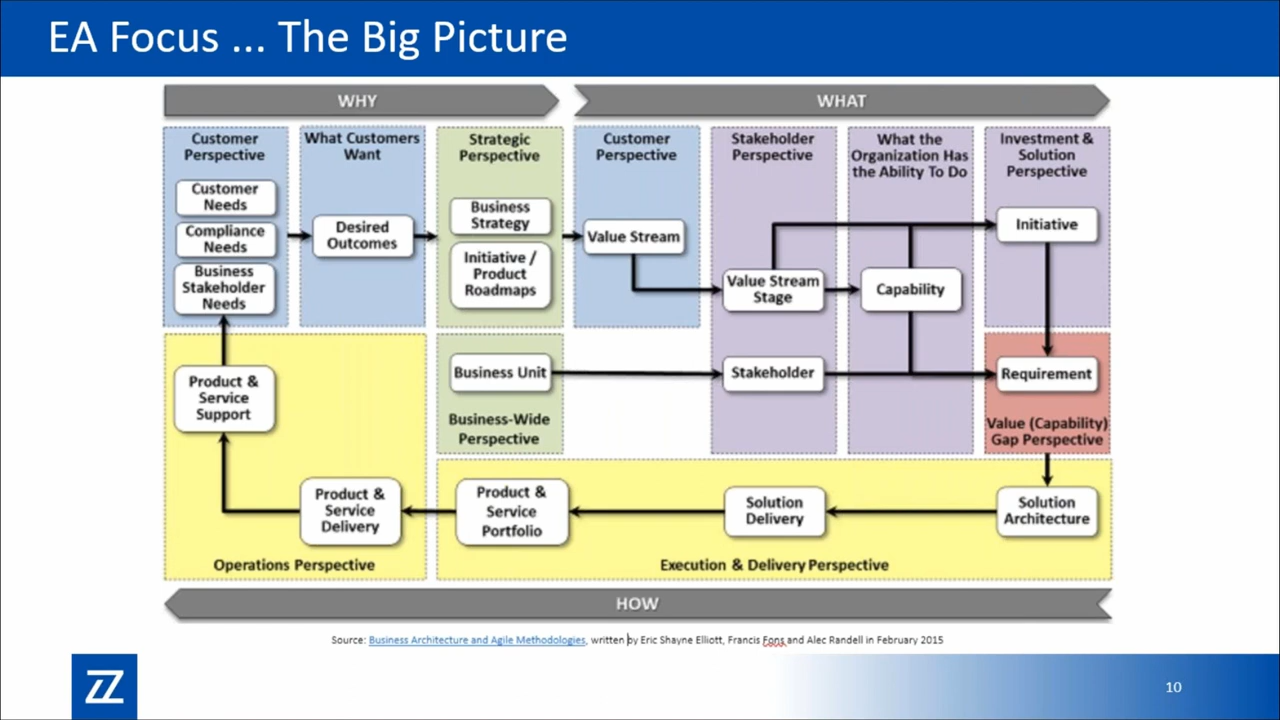 EA Focus ... The Big Picture
WHY
WHAT
Customer
Perspective
Customer
Needs
Compliance
Needs
Business
Stakeholder
Needs
What Customers
Want
Desired
Outcomes
Strategic
Perspective
Business
Strategy
Initiative /
Product
Roadmaps
Customer
Perspective
Value Stream
Stakeholder
Perspective
Value Stream
Stage
What the
Organization Has
the Ability To Do
Capability
Investment &
Solution
Perspective
Initiative
Business Unit
Business-Wide
Perspective
Stakeholder
Requirement
Value (Capability)
Gap Perspective
Product &
Service
Support
Product &
Service
Delivery
Operations Perspective
Product &
Service
Portfolio
Solution
Delivery
Solution
Architecture
Execution & Delivery Perspective
HOW
Source: Business Architecture and Agile Methodologies, written by Eric Shayne Elliott, Francis Fons and Alec Randell in February 2015
ZZ
10